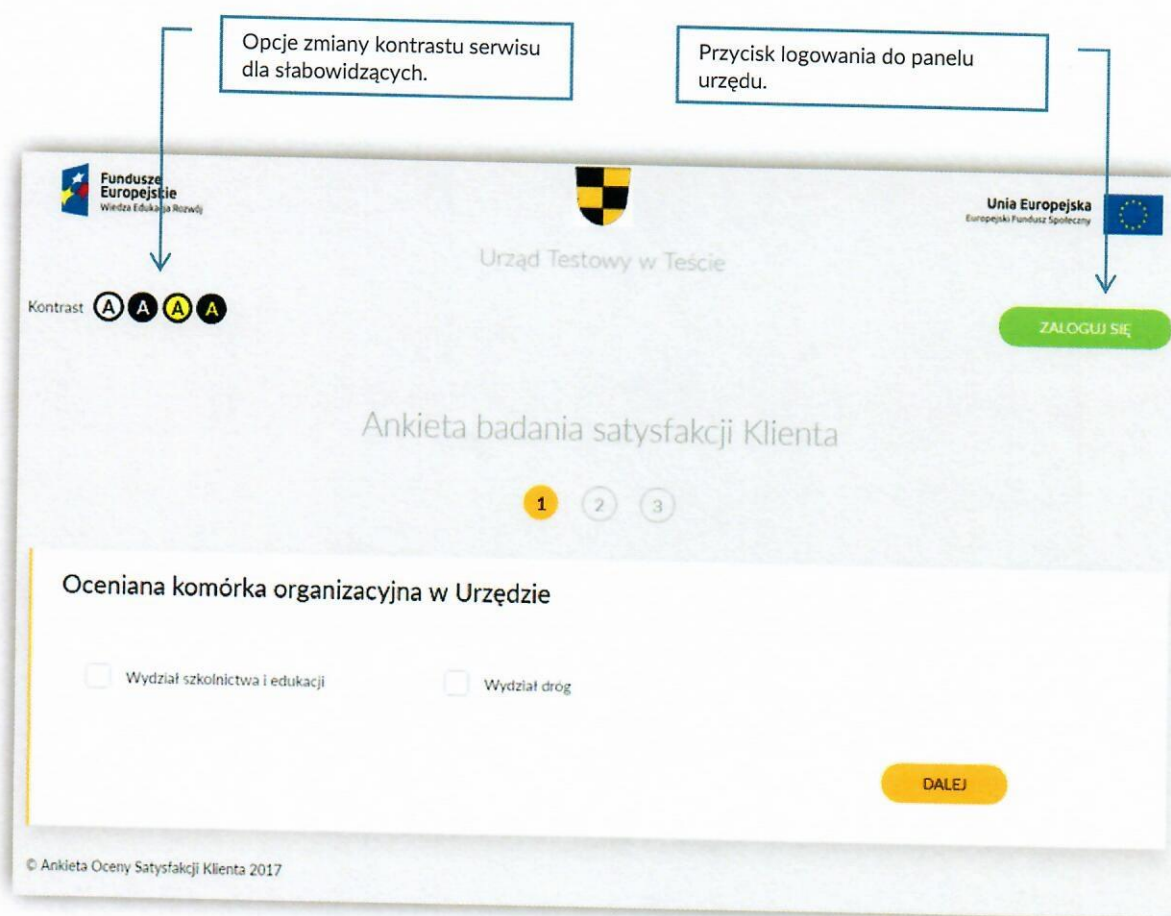 Opcje zmiany kontrastu serwisu
dla słabowidzących.
Przycisk logowania do panelu
urzędu.
Fundusze
Europejskie
Wiedza Edukacja Rozwój
Unia Europejska
Europejski Fundusz Społeczny
Urząd Testowy w Teście
Kontrast A A A A
ZALOGUJ SIĘ
Ankieta badania satysfakcji Klienta
1 2 3
Oceniana komórka organizacyjna w Urzędzie
Wydział szkolnictwa i edukacji Wydział dróg
DALEJ
© Ankieta Oceny Satysfakcji Klienta 2017